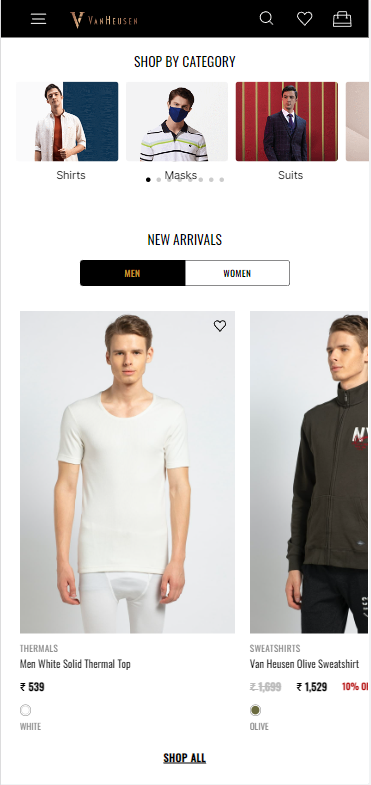 VANHEUSEN
SHOP BY CATEGORY
Shirts
Masks
Suits
NEW ARRIVALS
MEN
WOMEN
THERMALS
Men White Solid Thermal Top
₹ 539
WHITE
SWEATSHIRTS
Van Heusen Olive Sweatshirt
₹ 1,699 ₹ 1,529 10%
OLIVE
SHOP ALL